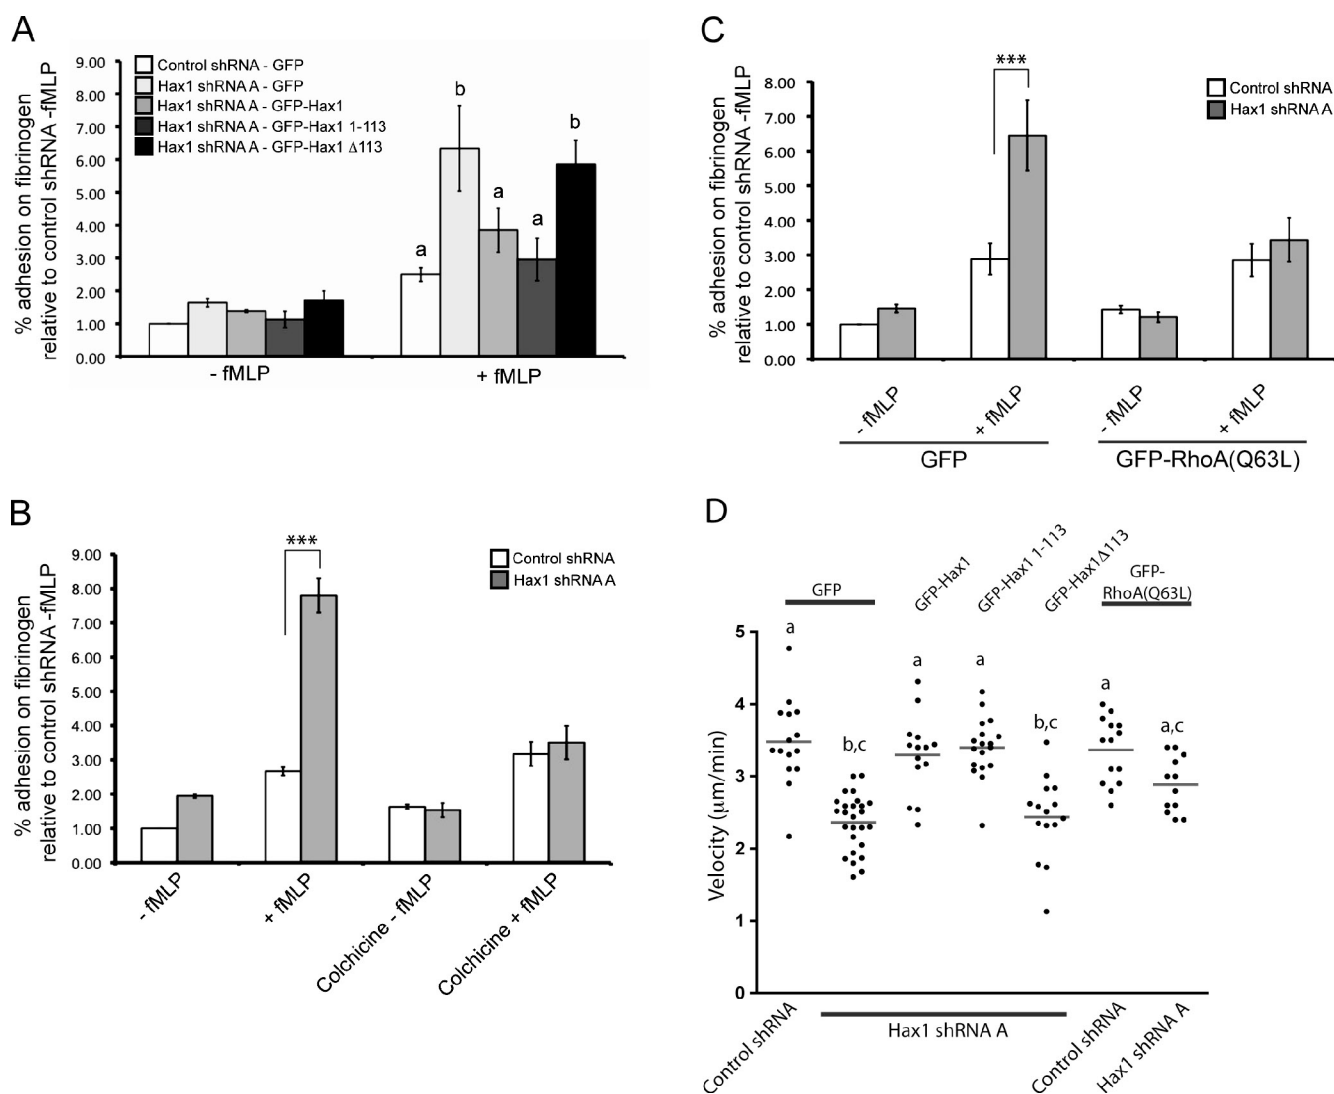 A
% adhesion on fibrinogen
relative to control shRNA -fMLP
9.00
8.00
7.00
6.00
5.00
4.00
3.00
2.00
1.00
0.00
Control shRNA - GFP
Hax1 shRNA A - GFP
Hax1 shRNA A - GFP-Hax1
Hax1 shRNA A - GFP-Hax1 1-113
Hax1 shRNA A - GFP-Hax1 Δ113
a
b
a
a
b
- fMLP
+ fMLP
C
% adhesion on fibrinogen
relative to control shRNA -fMLP
8.00
7.00
6.00
5.00
4.00
3.00
2.00
1.00
0.00
***
Control shRNA
Hax1 shRNA A
- fMLP
+ fMLP
- fMLP
+ fMLP
GFP
GFP-RhoA(Q63L)
B
% adhesion on fibrinogen
relative to control shRNA -fMLP
9.00
8.00
7.00
6.00
5.00
4.00
3.00
2.00
1.00
0.00
***
Control shRNA
Hax1 shRNA A
- fMLP
+ fMLP
Colchicine - fMLP
Colchicine + fMLP
D
GFP
GFP-Hax1
GFP-Hax1 1-113
GFP-Hax1Δ113
GFP-
RhoA(Q63L)
Velocity (μm/min)
5
4
3
2
1
0
a
b,c
a
a
b,c
a
a,c
Control shRNA
Hax1 shRNA A
Control shRNA
Hax1 shRNA A